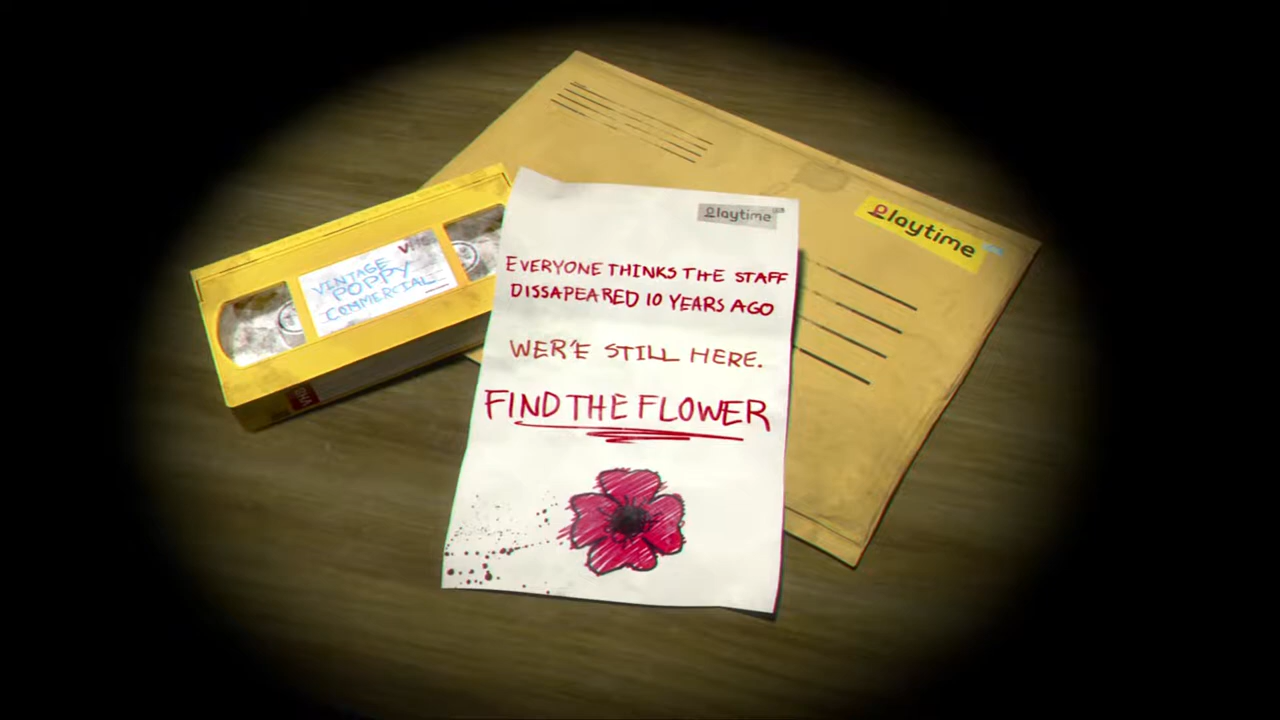 VHS
VINTAGE
POPPY
COMMERCIAL
Playtime
EVERYONE THINKS THE STAFF
DISSAPEARED 10 YEARS AGO
WER'E STILL HERE.
FIND THE FLOWER
Playtime